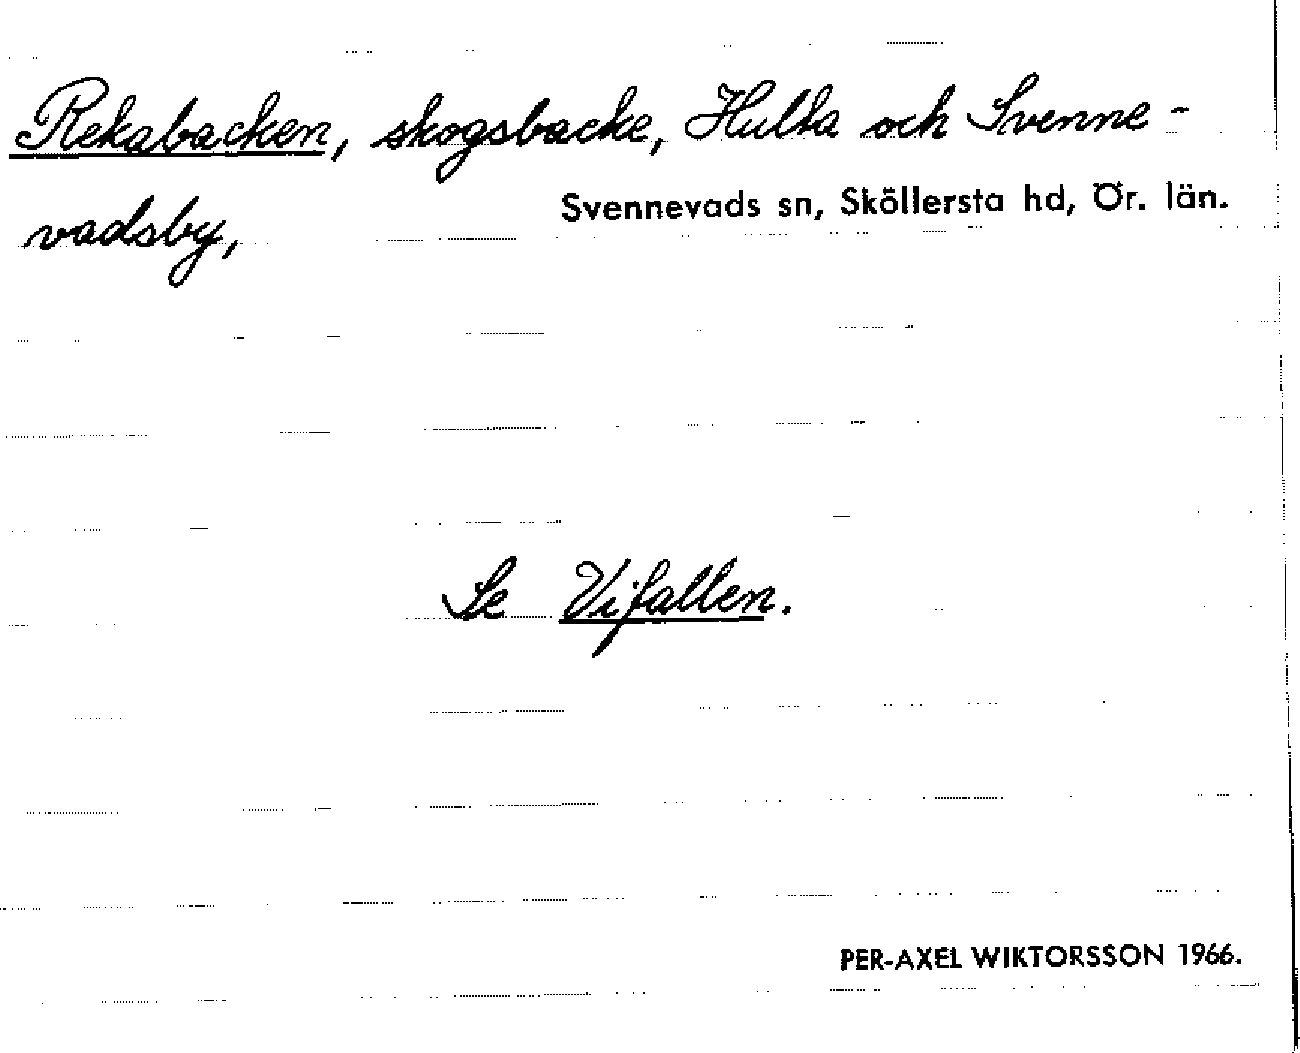 Rekabacken, skogsbacke, Hulta och Svenne-
vadsby,
Svennevads sn, Sköllersta hd, Ör. län.
Se Vifallen.
PER-AXEL WIKTORSSON 1966.